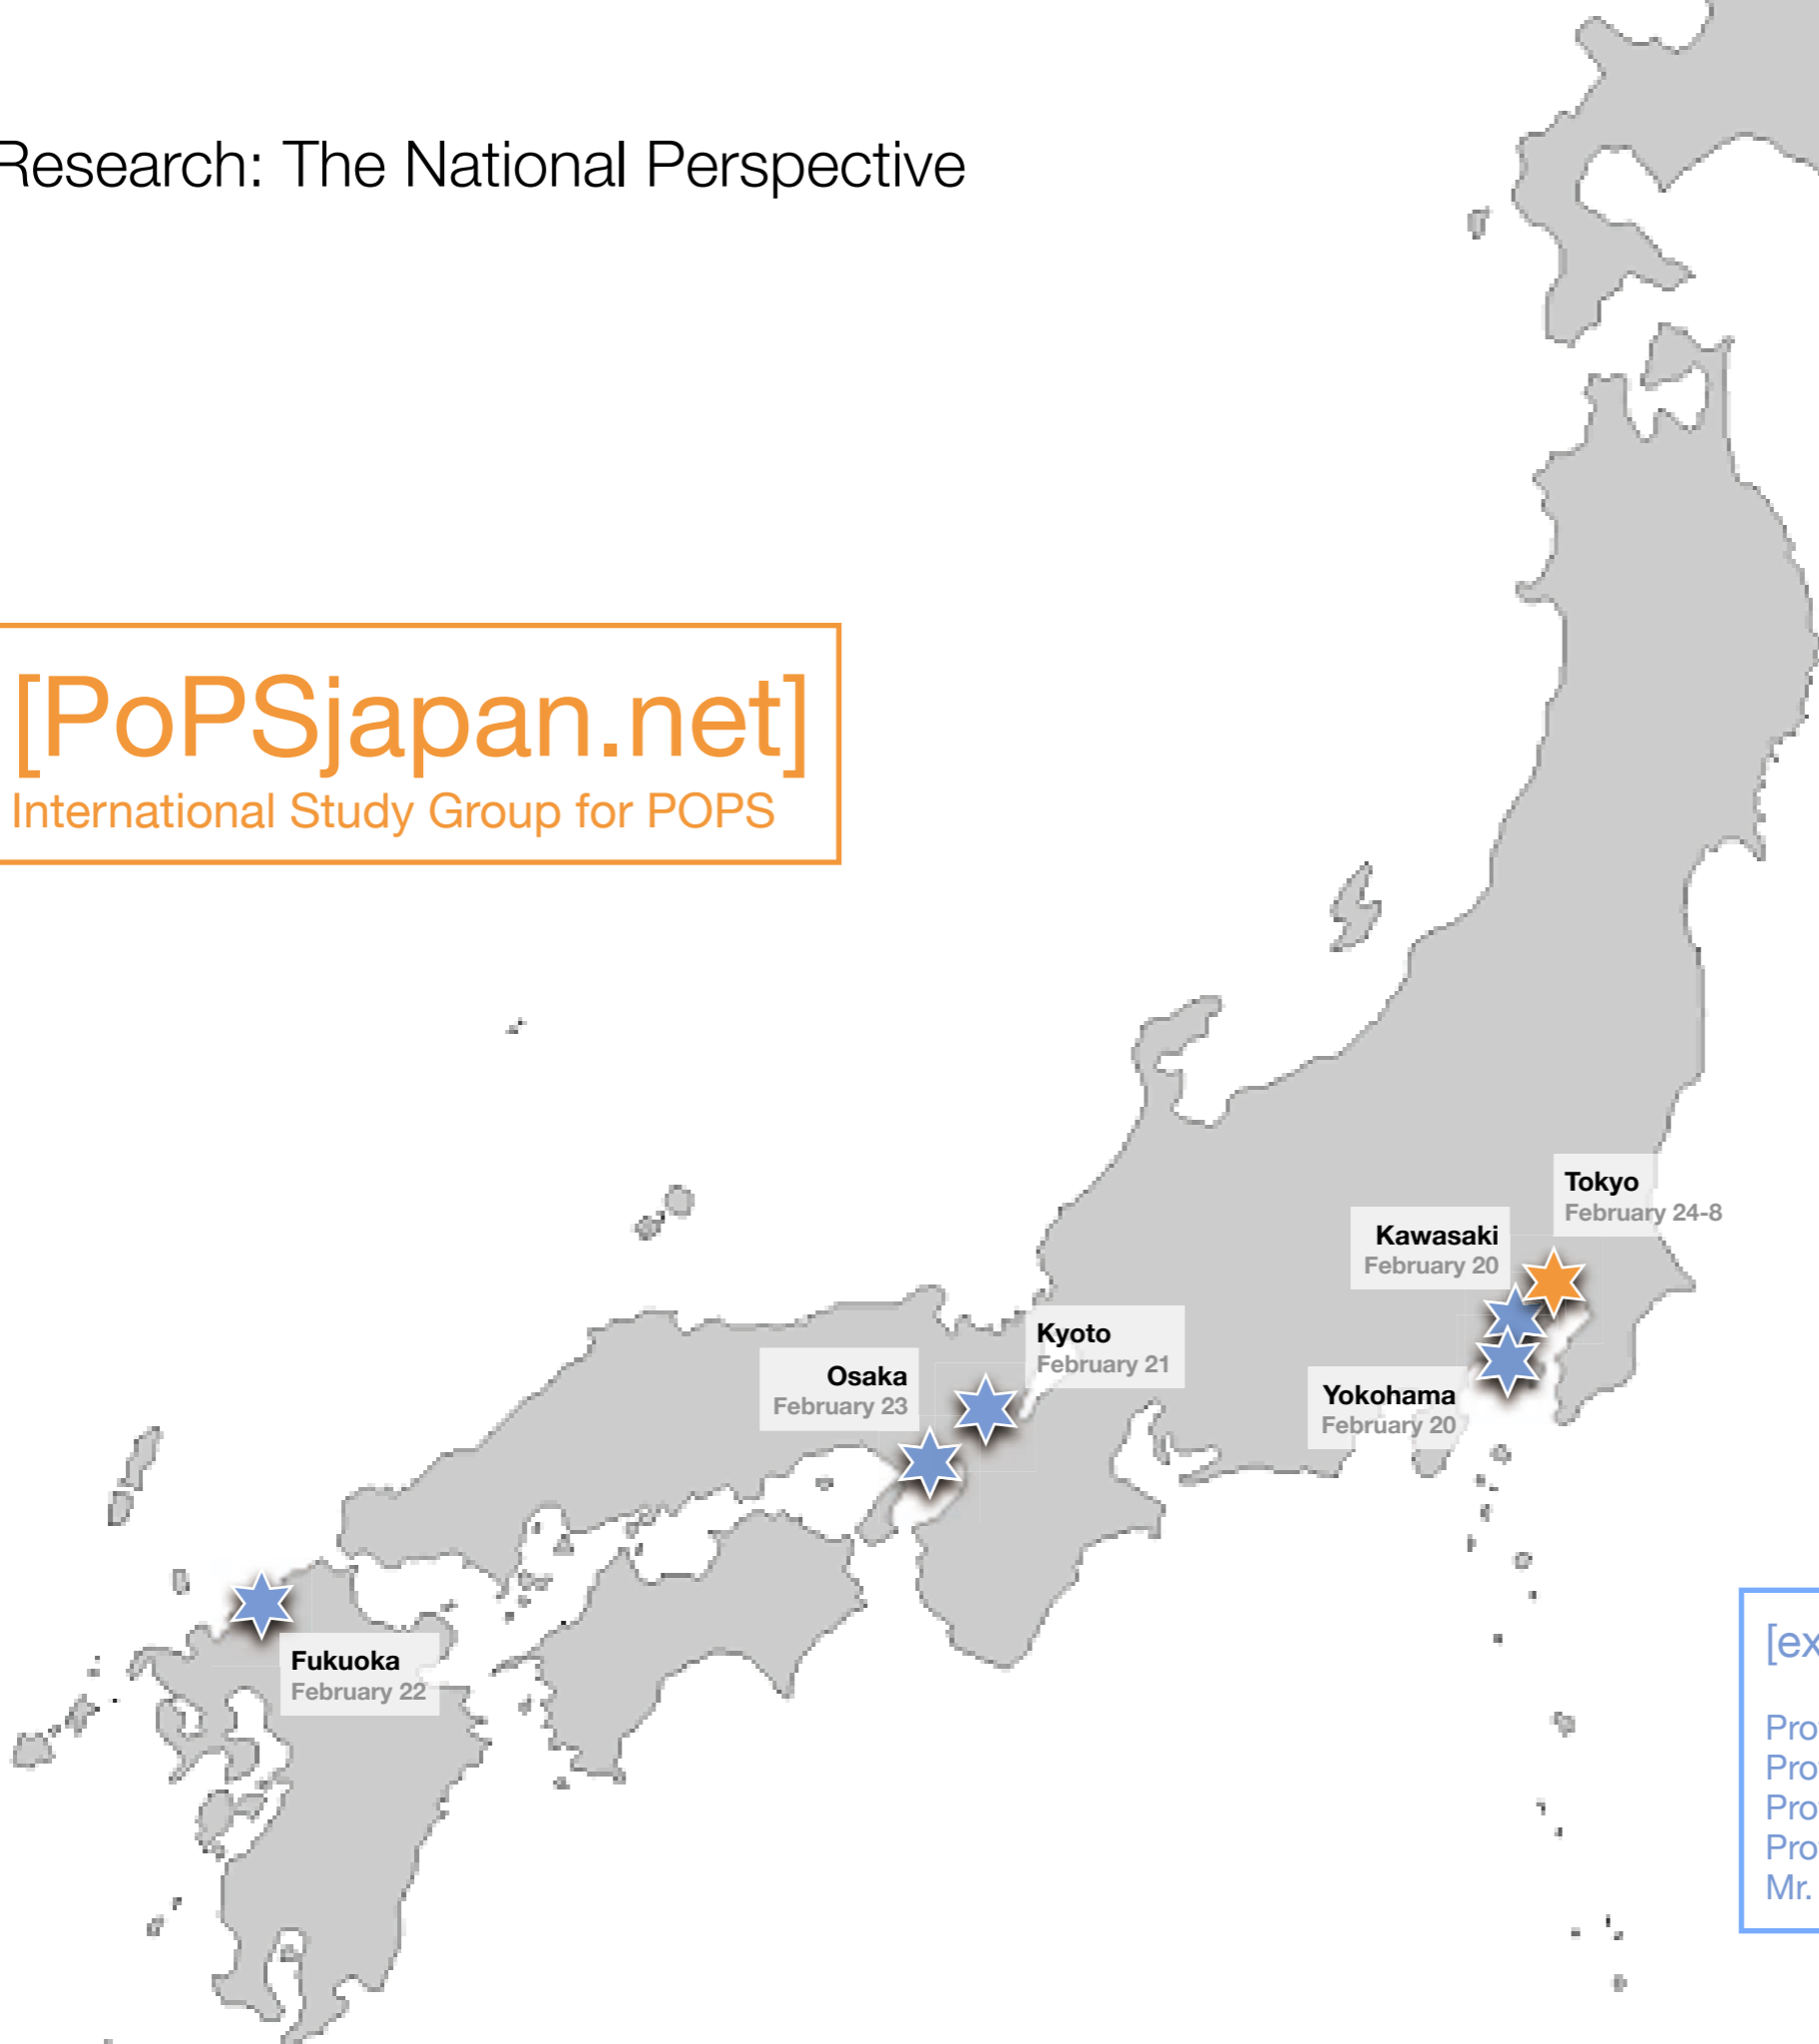 Research: The National Perspective
[PoPSjapan.net]
International Study Group for POPS
Tokyo
February 24-8
Kawasaki
February 20
Kyoto
February 21
Osaka
February 23
Yokohama
February 20
Fukuoka
February 22
Mr.